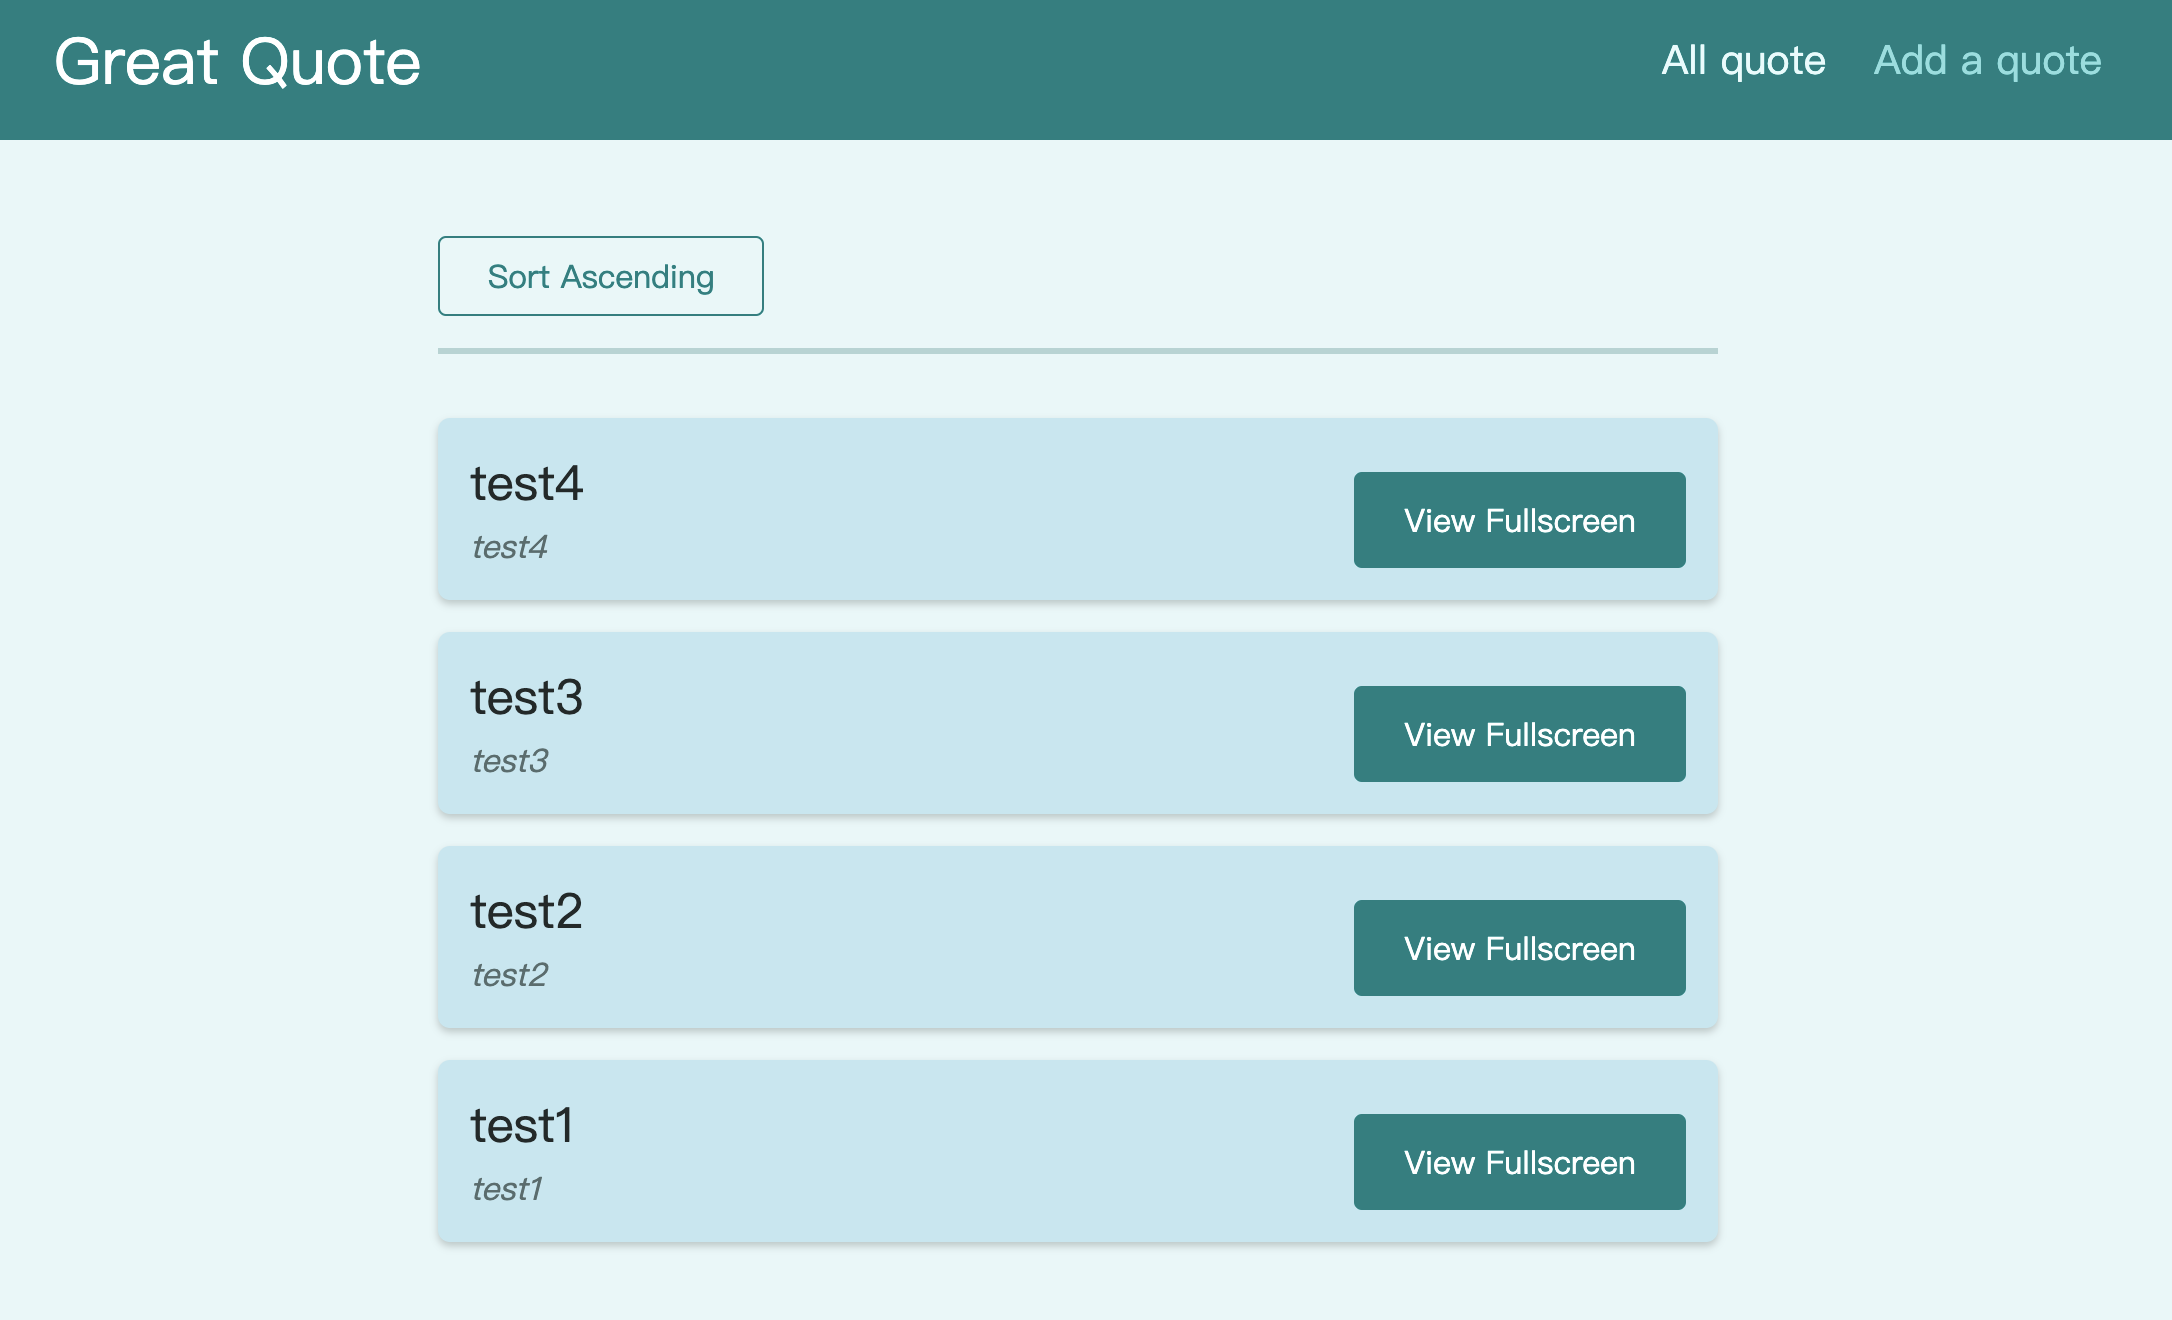 Great Quote
All quote
Add a quote
Sort Ascending
test4
test4
View Fullscreen
test3
test3
View Fullscreen
test2
test2
View Fullscreen
test1
test1
View Fullscreen